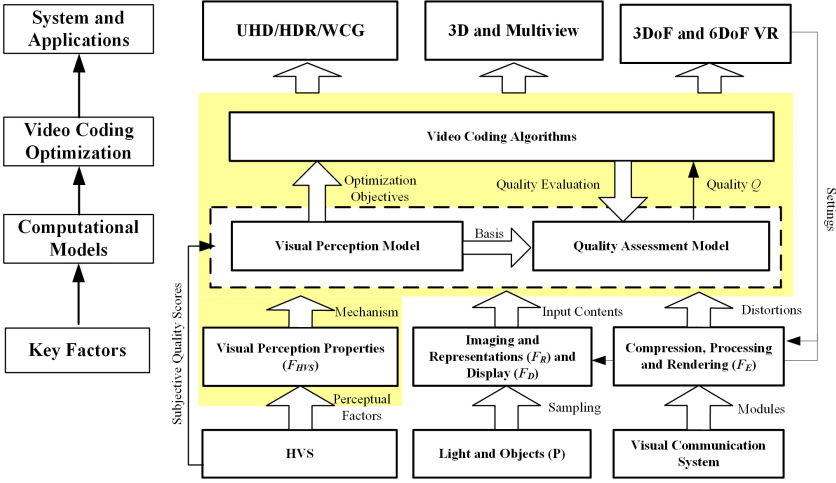 System and
Applications
UHD/HDR/WCG
3D and Multiview
3DoF and 6DoF VR
Video Coding
Optimization
Video Coding Algorithms
Optimization
Objectives
Quality Evaluation
Quality Q
Settings
Computational
Models
Visual Perception Model
Basis
Quality Assessment Model
Subjective Quality Scores
Mechanism
Input Contents
Distortions
Key Factors
Visual Perception Properties
(FHVS)
Imaging and
Representations (FR) and
Display (FD)
Compression, Processing
and Rendering (FE)
Perceptual
Factors
Sampling
Modules
HVS
Light and Objects (P)
Visual Communication
System